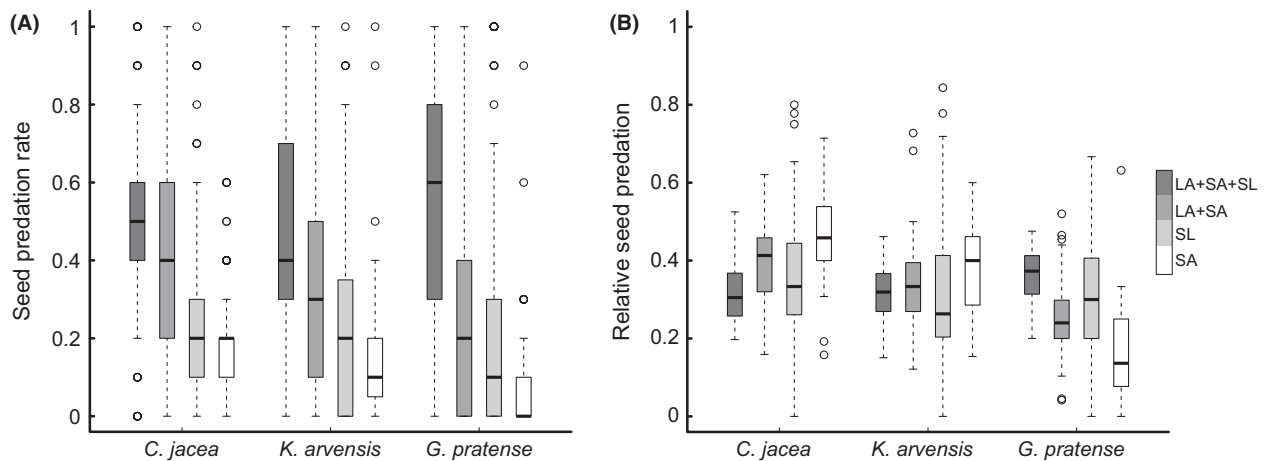 (A)
Seed predation rate
1
0.8
0.6
0.4
0.2
0
C. jacea
K. arvensis
G. pratense
(B)
Relative seed predation
1
0.8
0.6
0.4
0.2
0
C. jacea
K. arvensis
G. pratense
LA+SA+SL
LA+SA
SL
SA